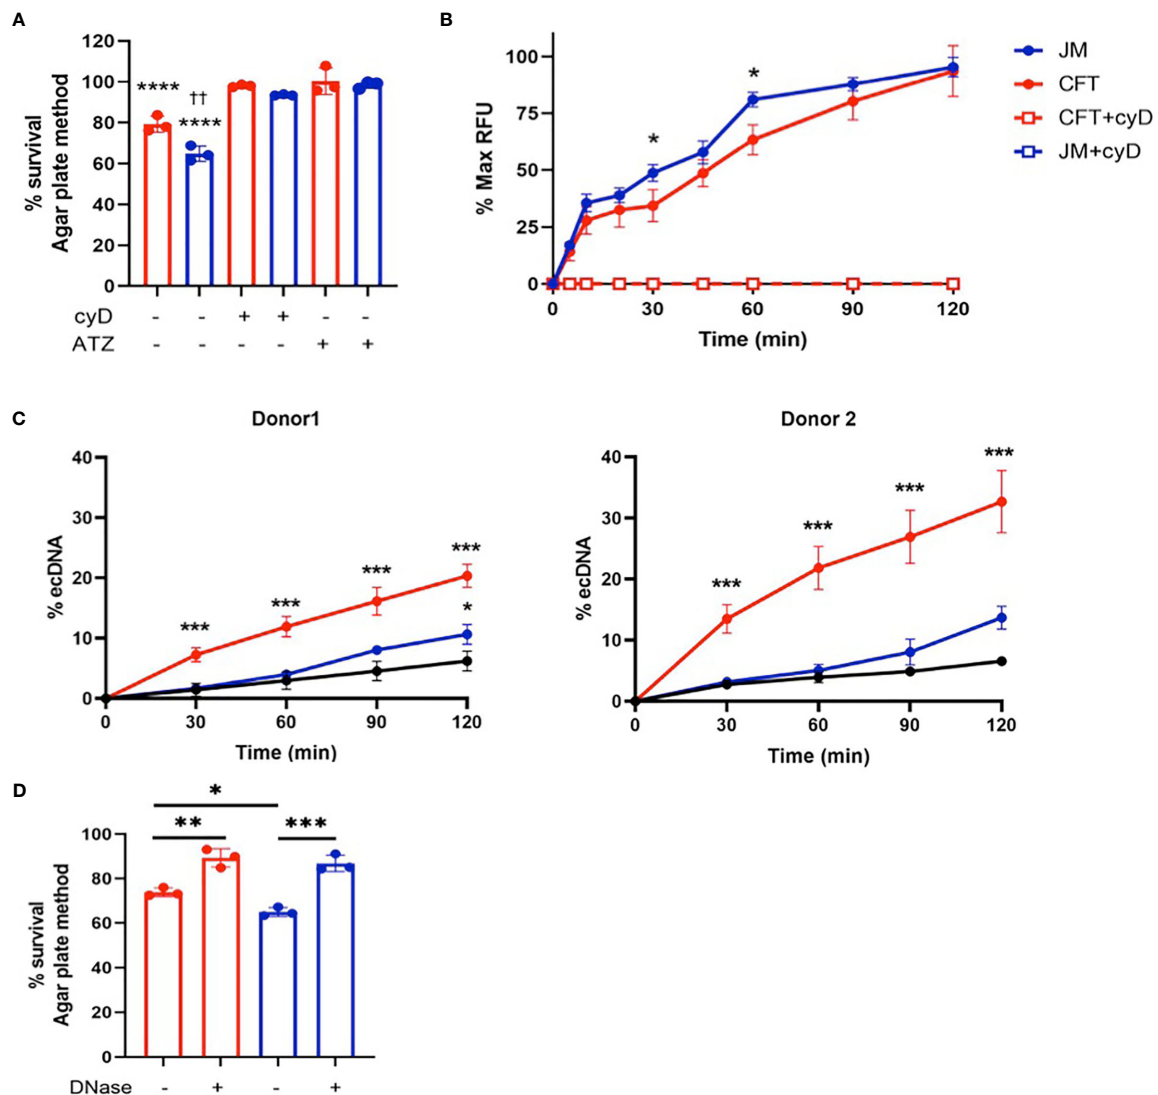 A
% survival
Agar plate method
120
100
80
60
40
20
0
****
††
****
cyD - - + + - -
ATZ - - - - + +
B
% Max RFU
100
75
50
25
0
*
*
0 30 60 90 120
Time (min)
JM
CFT
CFT+cyD
JM+cyD
C
Donor1
% ecDNA
40
30
20
10
0
***
***
***
***
*
0 30 60 90 120
Time (min)
Donor 2
% ecDNA
40
30
20
10
0
***
***
***
***
0 30 60 90 120
Time (min)
D
% survival
Agar plate method
100
80
60
40
20
0
*
** ***
DNase - + - +